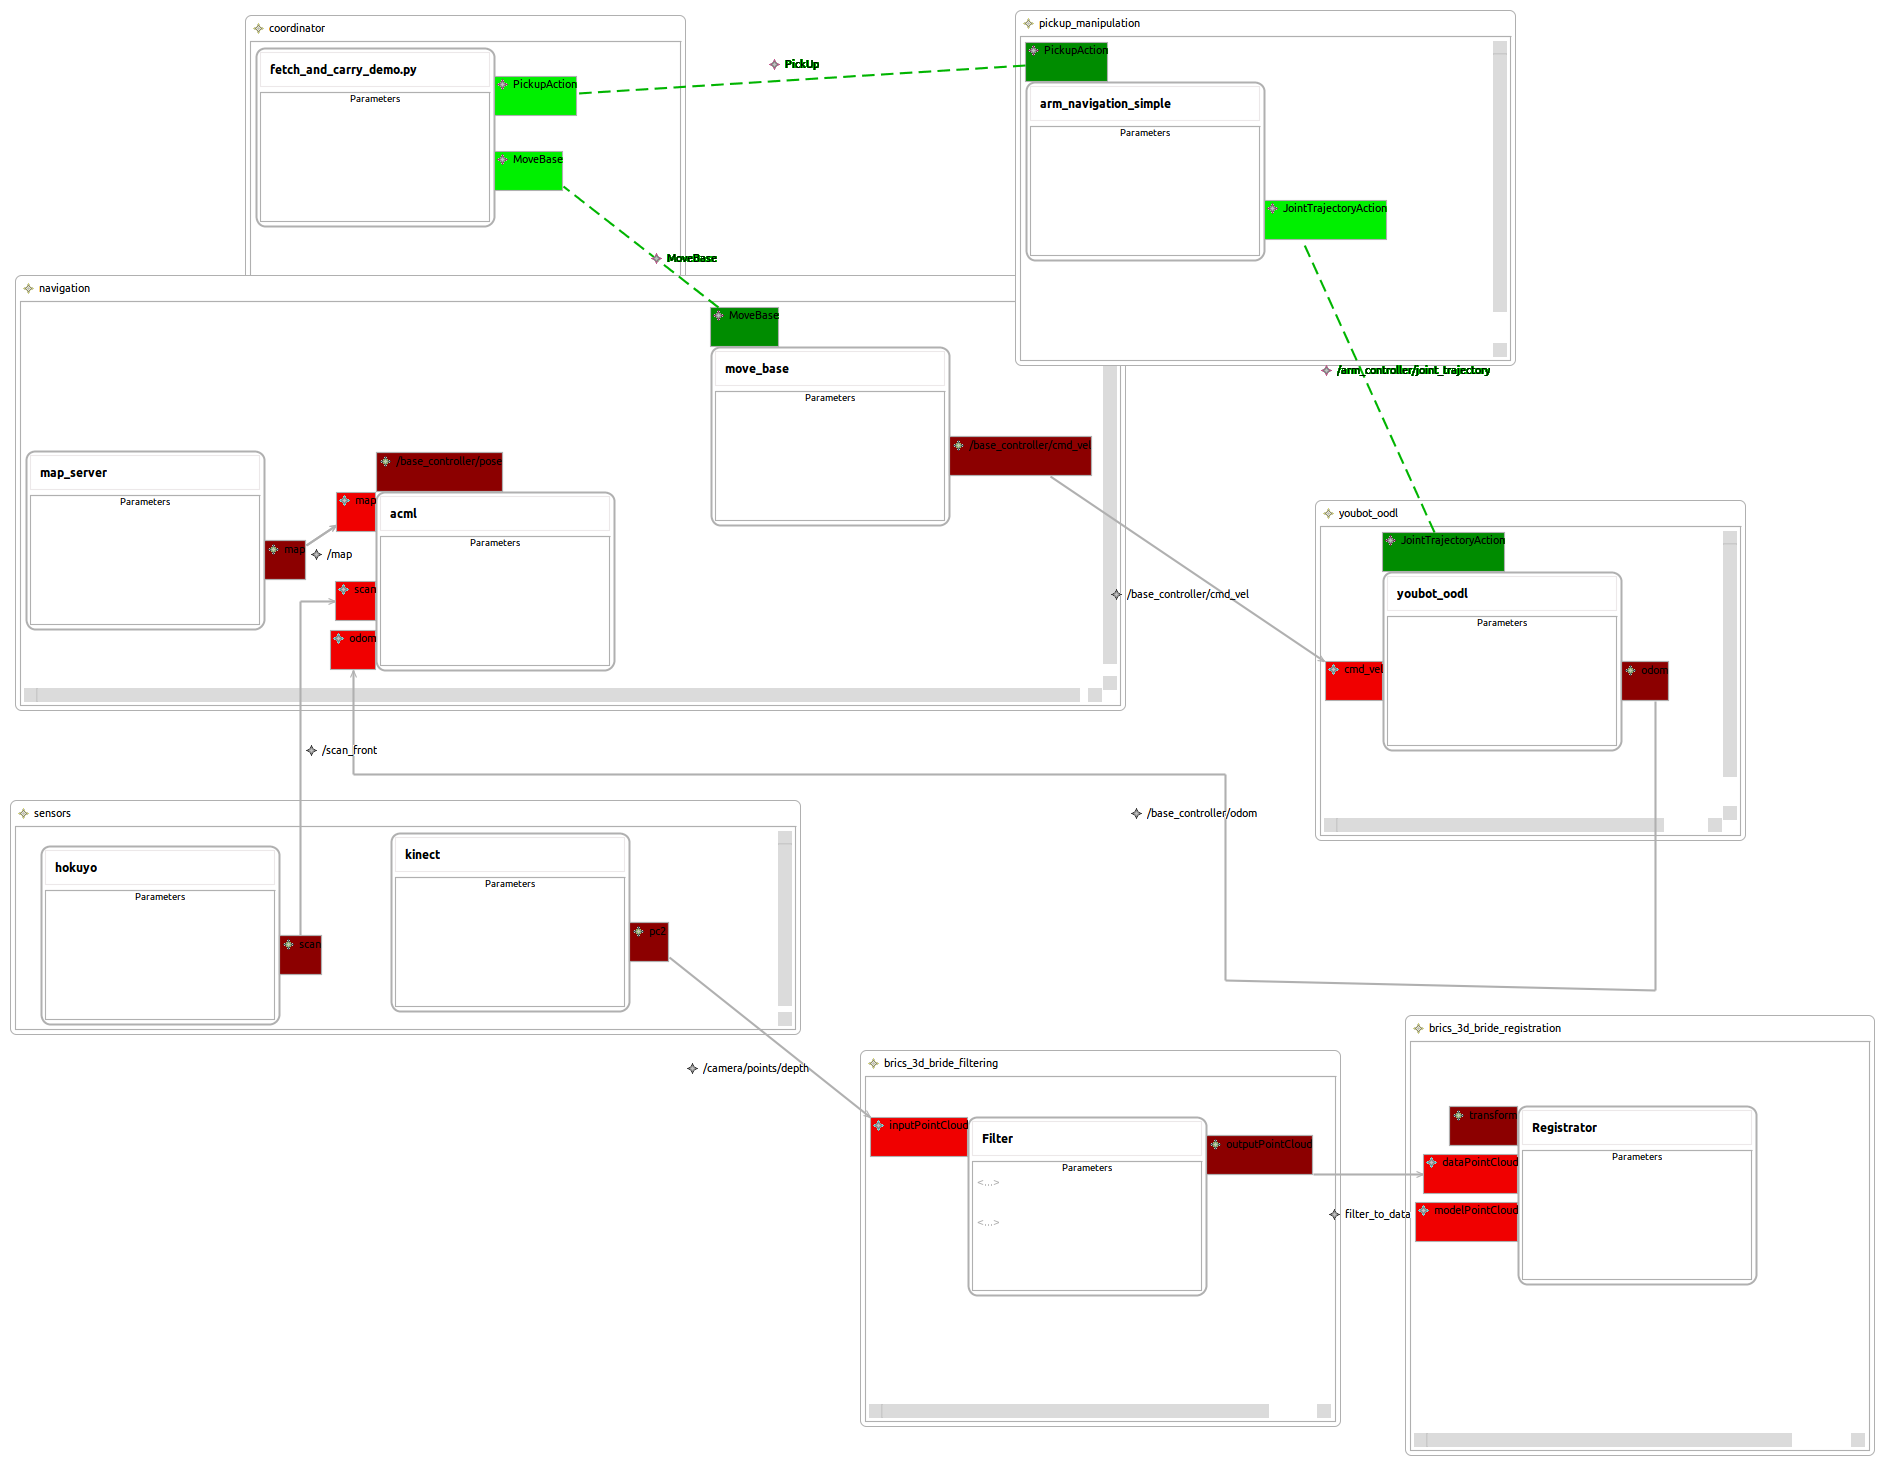 coordinator
fetch_and_carry_demo.py
Parameters
PickupAction
MoveBase
PickUp
MoveBase
pickup_manipulation
PickupAction
arm_navigation_simple
Parameters
JointTrajectoryAction
/arm_controller/joint_trajectory
navigation
MoveBase
move_base
Parameters
/base_controller/cmd_vel
map_server
Parameters
map
/map
/base_controller/pose
map
acml
Parameters
scan
odom
/base_controller/cmd_vel
youbot_oodl
JointTrajectoryAction
youbot_oodl
Parameters
cmd_vel
odom
/scan_front
/base_controller/odom
sensors
hokuyo
Parameters
scan
kinect
Parameters
pc2
/camera/points/depth
brics_3d_bride_filtering
inputPointCloud
Filter
Parameters
<...>
<...>
outputPointCloud
filter_to_data
brics_3d_bride_registration
transform
dataPointCloud
modelPointCloud
Registrator
Parameters